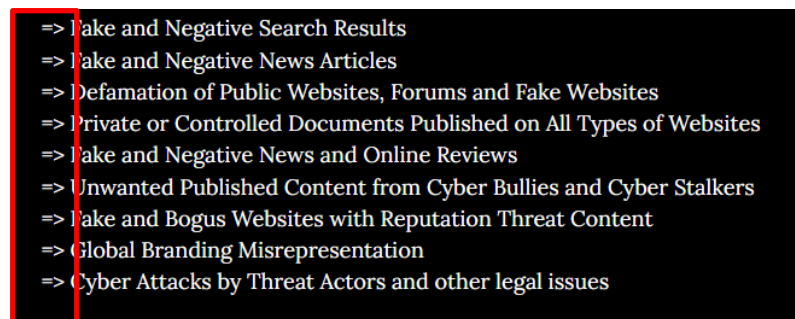 => Fake and Negative Search Results
=> Fake and Negative News Articles
=> Defamation of Public Websites, Forums and Fake Websites
=> Private or Controlled Documents Published on All Types of Websites
=> Fake and Negative News and Online Reviews
=> Unwanted Published Content from Cyber Bullies and Cyber Stalkers
=> Fake and Bogus Websites with Reputation Threat Content
=> Global Branding Misrepresentation
=> Cyber Attacks by Threat Actors and other legal issues